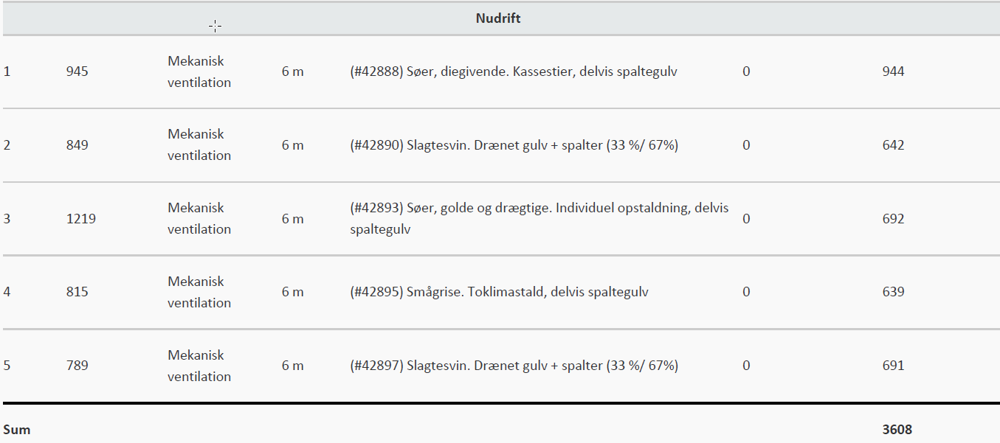 Nudrift
1 945 Mekanisk ventilation 6 m (#42888) Søer, diegivende. Kassestier, delvis spaltegulv 0 944
2 849 Mekanisk ventilation 6 m (#42890) Slagtesvin. Drænet gulv + spalter (33 %/ 67%) 0 642
3 1219 Mekanisk ventilation 6 m (#42893) Søer, golde og drægtige. Individuel opstaldning, delvis spaltegulv 0 692
4 815 Mekanisk ventilation 6 m (#42895) Smågrise. Toklimastald, delvis spaltegulv 0 639
5 789 Mekanisk ventilation 6 m (#42897) Slagtesvin. Drænet gulv + spalter (33 %/ 67%) 0 691
Sum 3608